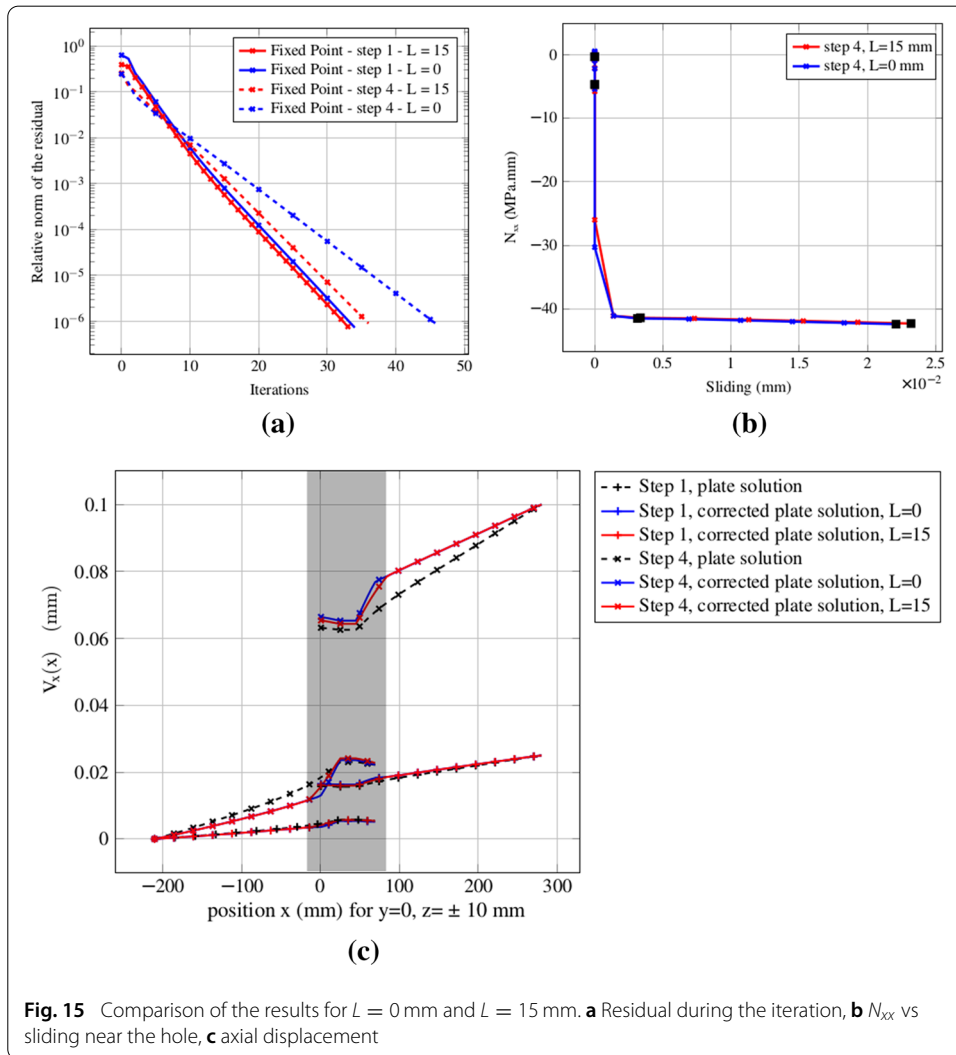 10^0
10^-1
10^-2
10^-3
10^-4
10^-5
10^-6
Relative norm of the residual
Fixed Point - step 1 - L = 15
Fixed Point - step 1 - L = 0
Fixed Point - step 4 - L = 15
Fixed Point - step 4 - L = 0
0 10 20 30 40 50
Iterations
(a)
0
−10
−20
−30
−40
N_xx (MPa.mm)
step 4, L=15 mm
step 4, L=0 mm
0 0.5 1 1.5 2 2.5
Sliding (mm)
×10^−2
(b)
0.1
0.08
0.06
0.04
0.02
0
V_x(x) (mm)
−200 −100 0 100 200 300
position x (mm) for y=0, z= ± 10 mm
Step 1, plate solution
Step 1, corrected plate solution, L=0
Step 1, corrected plate solution, L=15
Step 4, plate solution
Step 4, corrected plate solution, L=0
Step 4, corrected plate solution, L=15
(c)
Fig. 15 Comparison of the results for L = 0 mm and L = 15 mm. a Residual during the iteration, b N_xx vs
sliding near the hole, c axial displacement